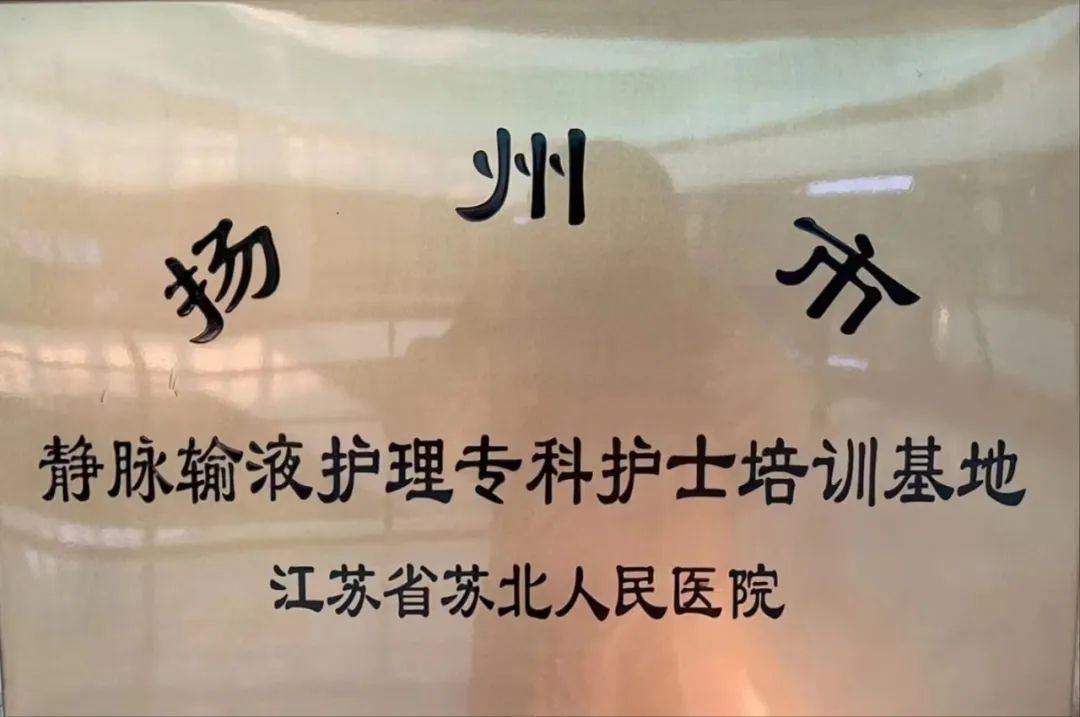 扬州市
静脉输液护理专科护士培训基地
江苏省苏北人民医院